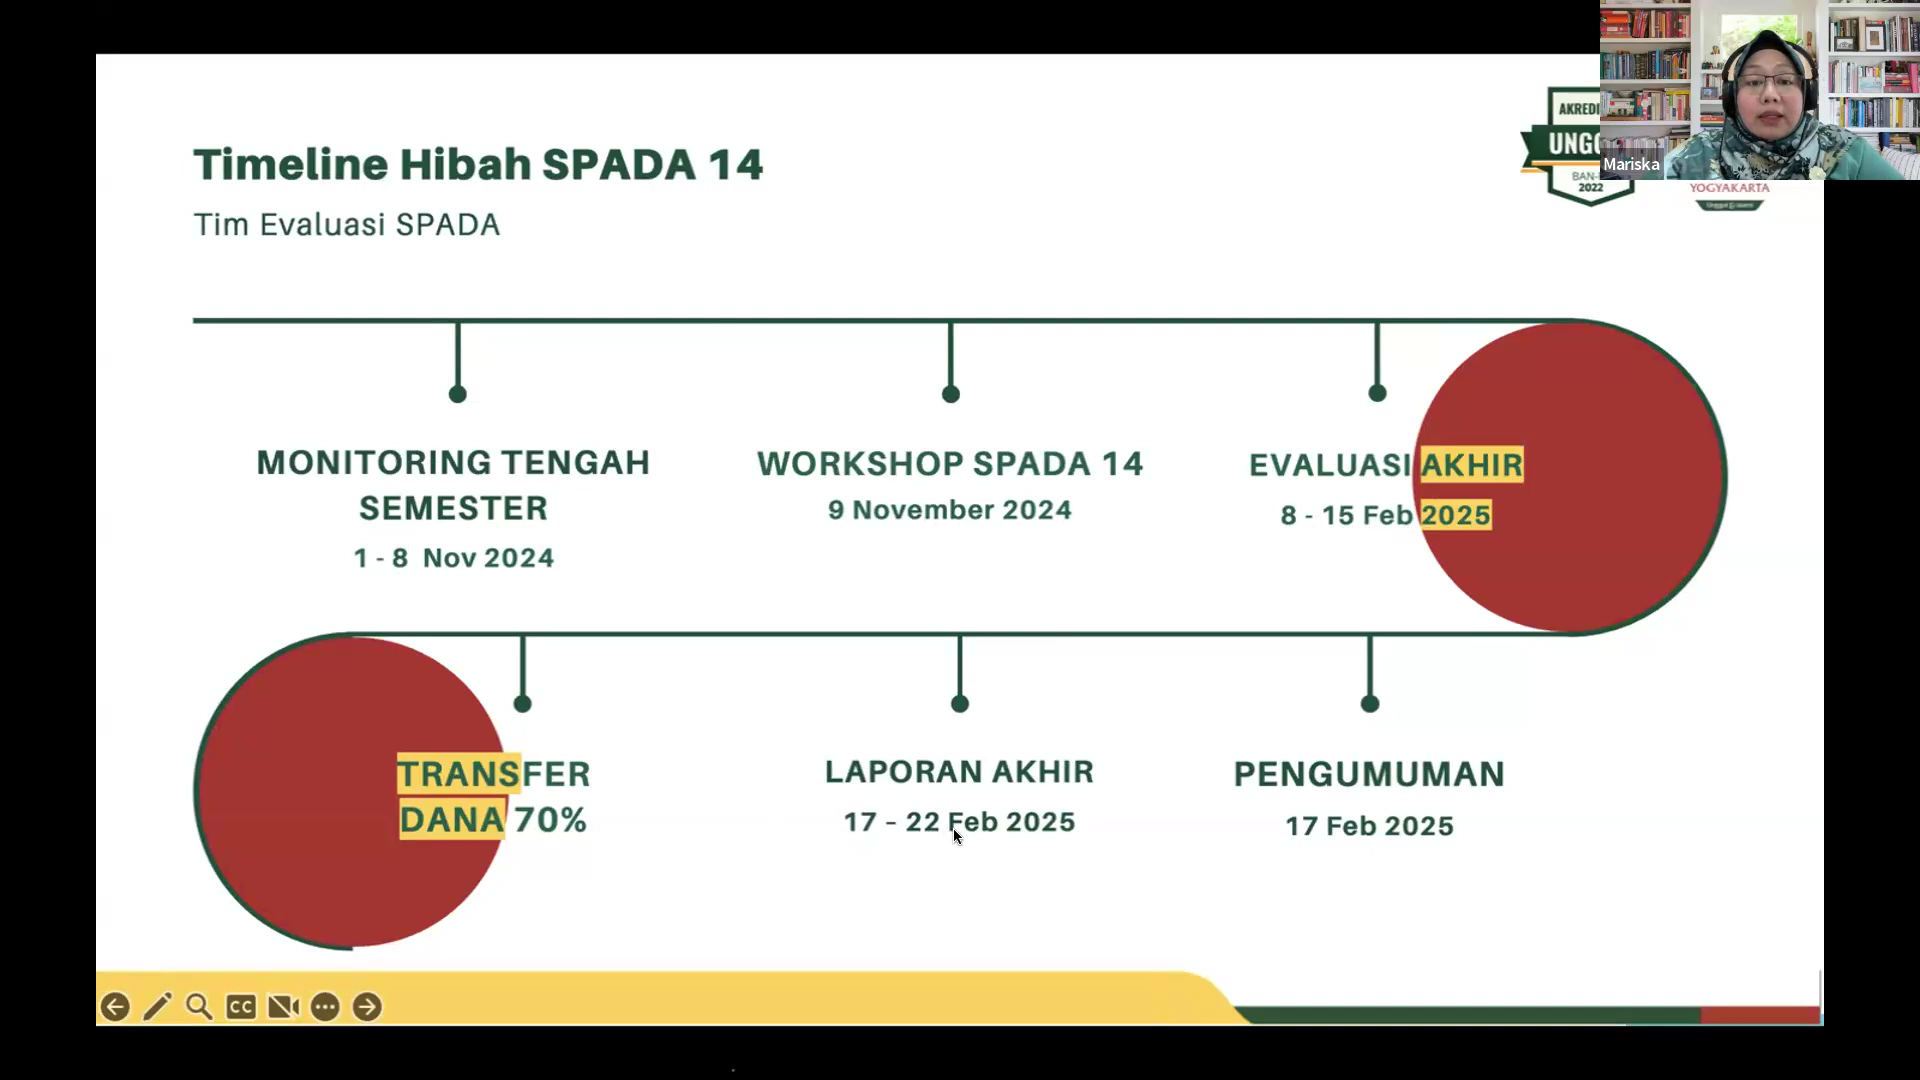 Timeline Hibah SPADA 14
Tim Evaluasi SPADA
BAN-
2022
Mariska
YOGYAKARTA
MONITORING TENGAH
SEMESTER
1 - 8 Nov 2024
WORKSHOP SPADA 14
9 November 2024
EVALUASI AKHIR
8 - 15 Feb 2025
TRANSFER
DANA 70%
LAPORAN AKHIR
17 - 22 Feb 2025
PENGUMUMAN
17 Feb 2025
CC